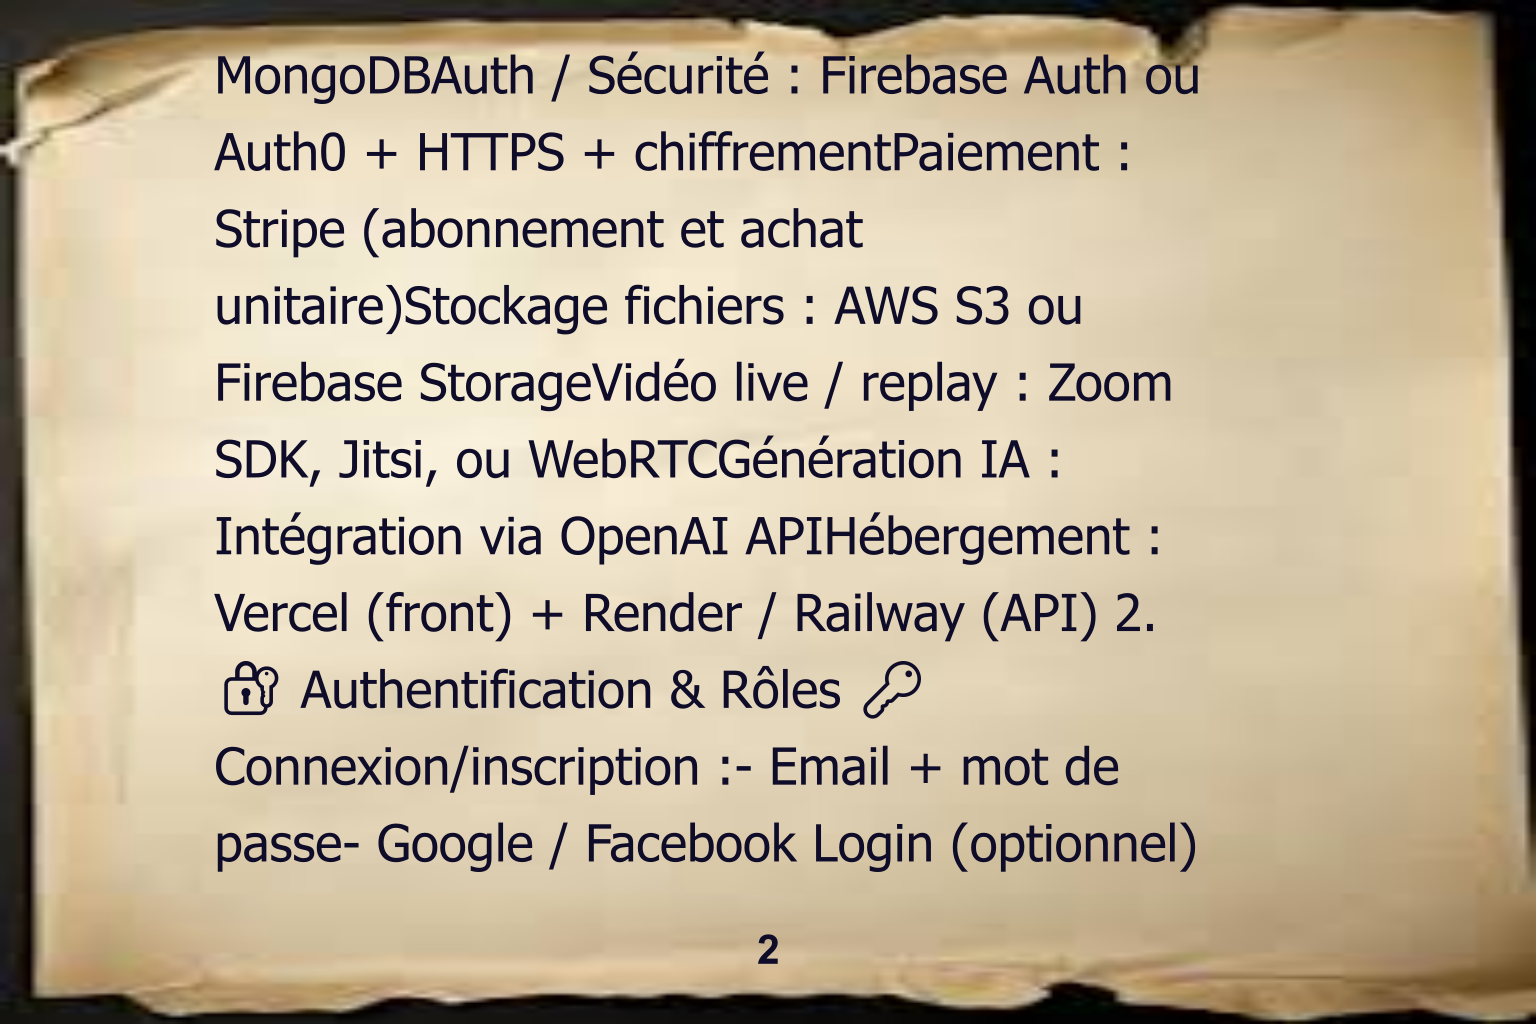 MongoDBAuth / Sécurité : Firebase Auth ou
Auth0 + HTTPS + chiffrementPaiement :
Stripe (abonnement et achat
unitaire)Stockage fichiers : AWS S3 ou
Firebase StorageVidéo live / replay : Zoom
SDK, Jitsi, ou WebRTCGénération IA :
Intégration via OpenAI APIHébergement :
Vercel (front) + Render / Railway (API) 2.
🔐 Authentification & Rôles 🔑
Connexion/inscription :- Email + mot de
passe- Google / Facebook Login (optionnel)
2